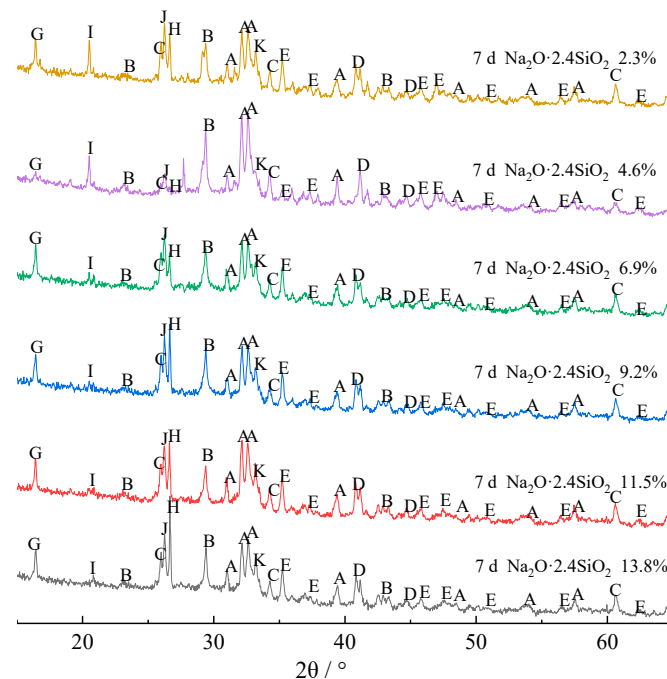 7 d Na₂O·2.4SiO₂ 2.3%
G I B C J H B A A A K C E E A D B D E E A E A E A C E
7 d Na₂O·2.4SiO₂ 4.6%
G I B C J H B A A A K C E E A D B D E E A E A E A C E
7 d Na₂O·2.4SiO₂ 6.9%
G I B C J H B A A A K C E E A D B D E E A E A E A C E
7 d Na₂O·2.4SiO₂ 9.2%
G I B C J H B A A A K C E E A D B D E E A E A E A C E
7 d Na₂O·2.4SiO₂ 11.5%
G I B C J H B A A A K C E E A D B D E E A E A E A C E
7 d Na₂O·2.4SiO₂ 13.8%
G I B C J H B A A A K C E E A D B D E E A E A E A C E
20 30 40 50 60
2θ / °